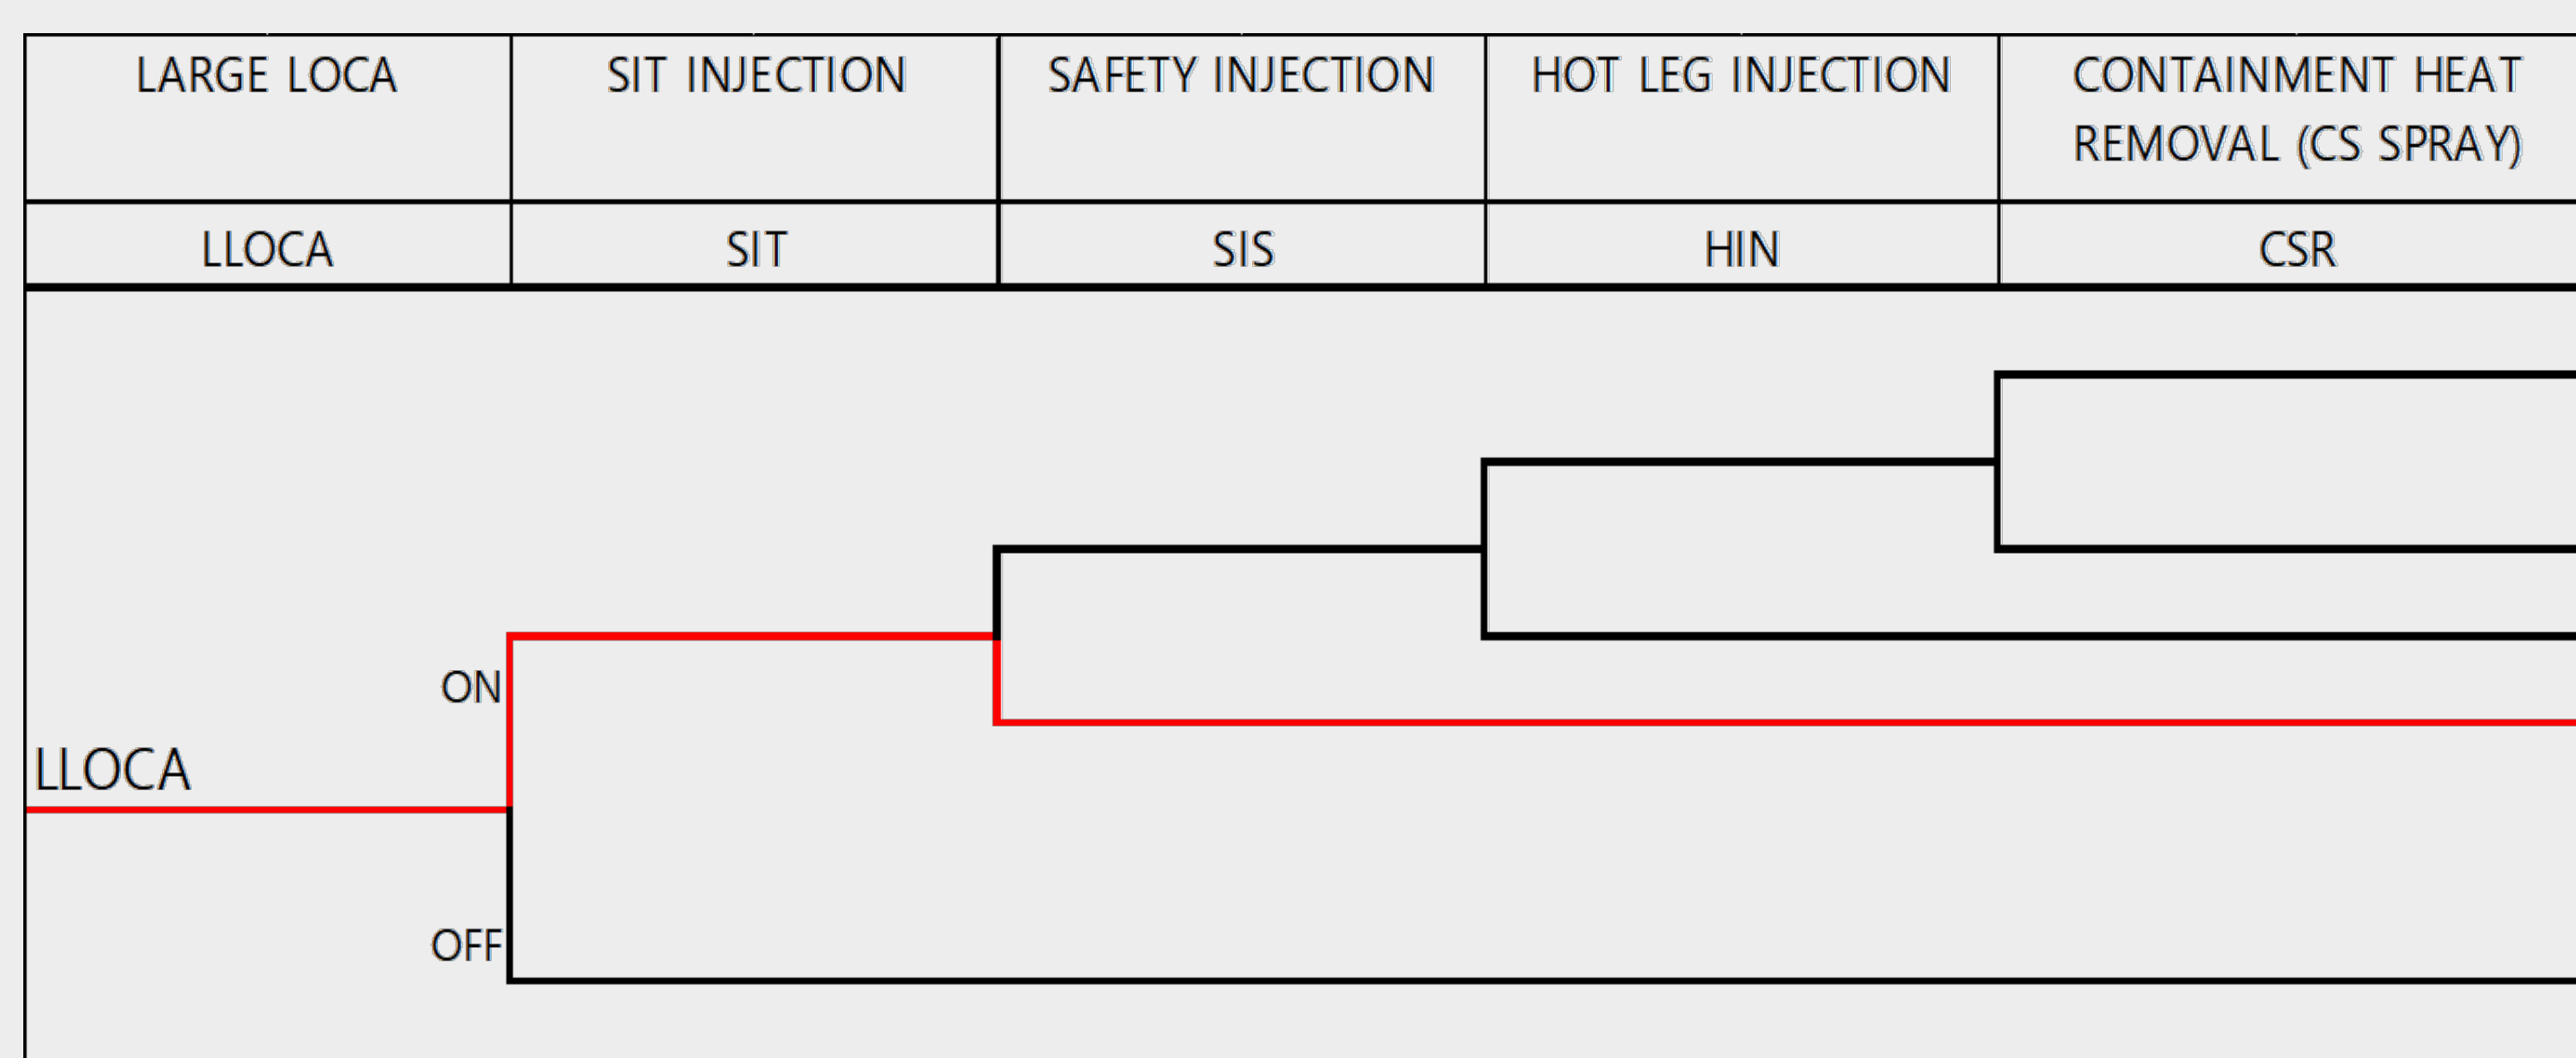 LARGE LOCA
SIT INJECTION
SAFETY INJECTION
HOT LEG INJECTION
CONTAINMENT HEAT
REMOVAL (CS SPRAY)
LLOCA
SIT
SIS
HIN
CSR
ON
LLOCA
OFF